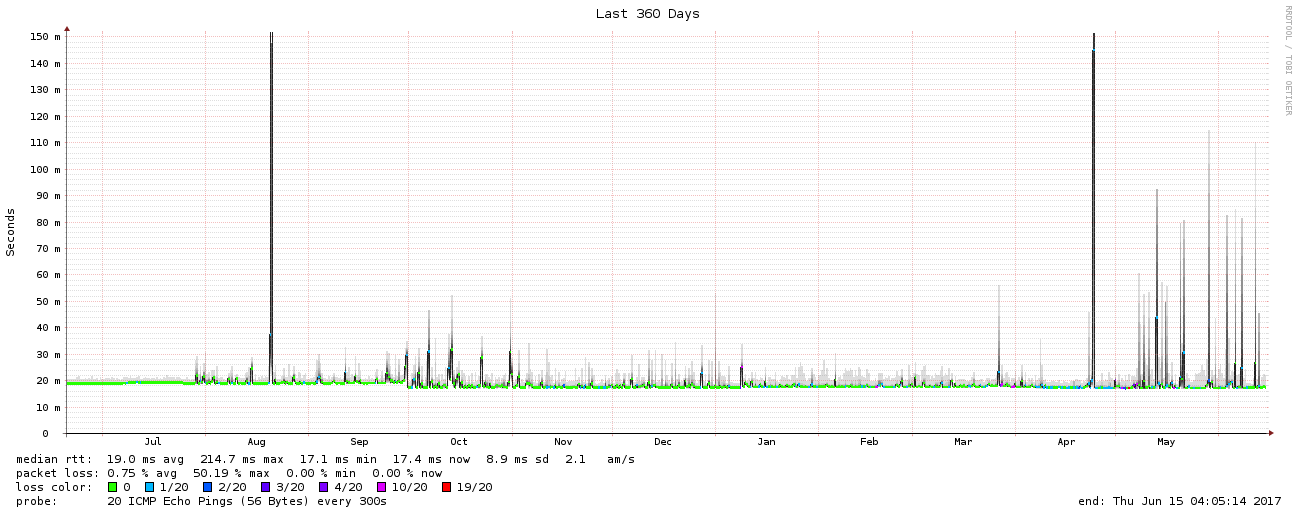 Last 360 Days
RRDTOOL / TOBI OETIKER
Seconds
150 m
140 m
130 m
120 m
110 m
100 m
90 m
80 m
70 m
60 m
50 m
40 m
30 m
20 m
10 m
0
Jul Aug Sep Oct Nov Dec Jan Feb Mar Apr May
median rtt: 19.0 ms avg 214.7 ms max 17.1 ms min 17.4 ms now 8.9 ms sd 2.1 am/s
packet loss: 0.75 % avg 50.19 % max 0.00 % min 0.00 % now
loss color: 0 1/20 2/20 3/20 4/20 10/20 19/20
probe: 20 ICMP Echo Pings (56 Bytes) every 300s end: Thu Jun 15 04:05:14 2017